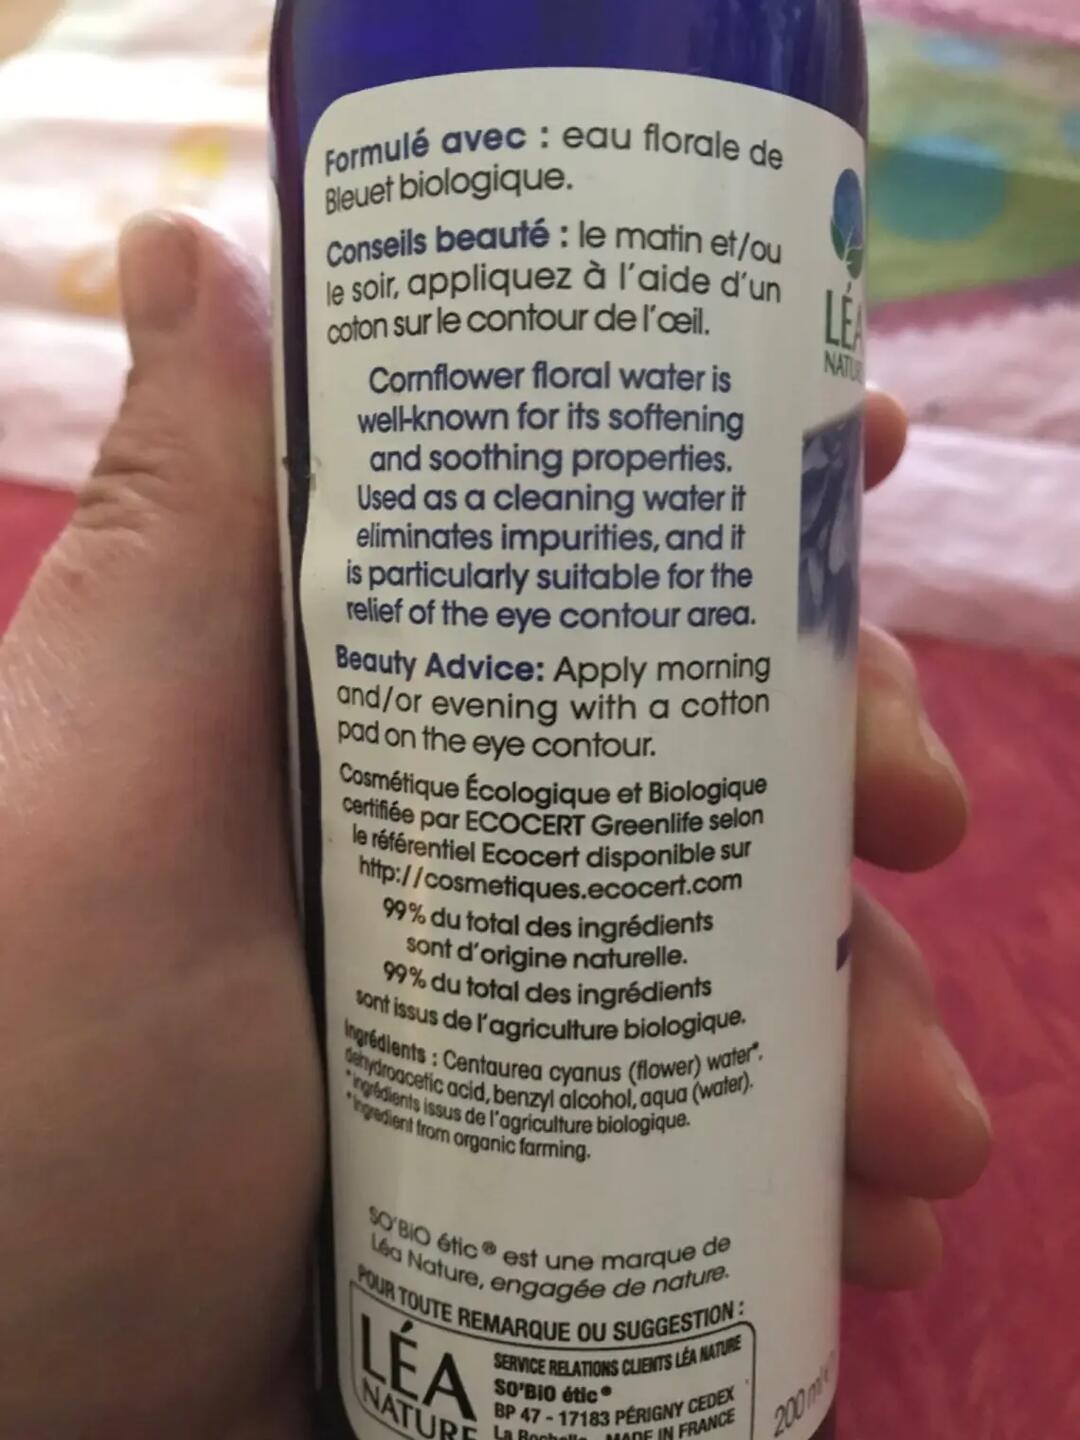 Formulé avec : eau florale de
Bleuet biologique.
Conseils beauté : le matin et/ou
le soir, appliquez à l'aide d'un
coton sur le contour de l'œil.
Cornflower floral water is
well-known for its softening
and soothing properties.
Used as a cleaning water it
eliminates impurities, and it
is particularly suitable for the
relief of the eye contour area.
Beauty Advice: Apply morning
and/or evening with a cotton
pad on the eye contour.
Cosmétique Écologique et Biologique
certifiée par ECOCERT Greenlife selon
le référentiel Ecocert disponible sur
http://cosmetiques.ecocert.com
99% du total des ingrédients
sont d'origine naturelle.
99% du total des ingrédients
sont issus de l'agriculture biologique.
Ingrédients : Centaurea cyanus (flower) water*,
dehydroacetic acid, benzyl alcohol, aqua (water).
*Ingrédients issus de l'agriculture biologique.
*Ingredient from organic farming.
SO'BiO étic® est une marque de
Léa Nature, engagée de nature.
POUR TOUTE REMARQUE OU SUGGESTION :
LÉA
NATURE
SERVICE RELATIONS CLIENTS LÉA NATURE
SO'BiO étic®
BP 47 - 17183 PÉRIGNY CEDEX
La MADE IN FRANCE
LÉA
200 ml